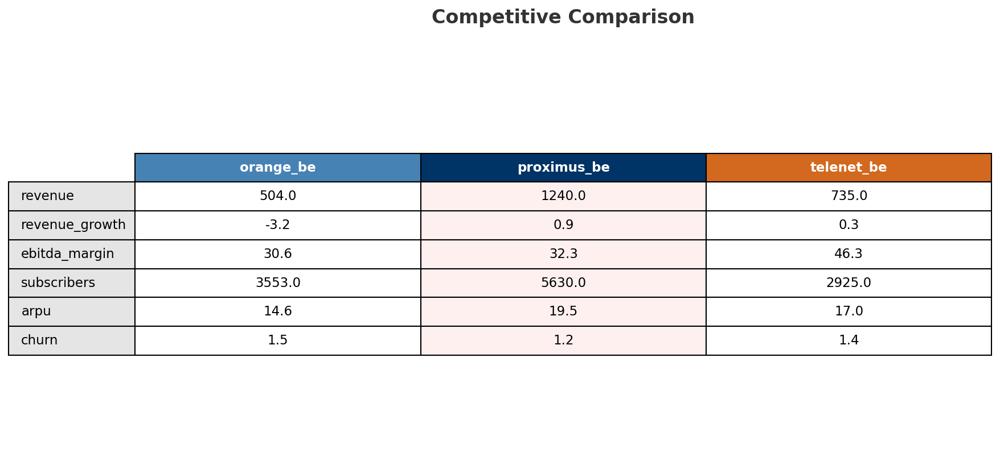 Competitive Comparison
orange_be proximus_be telenet_be
revenue 504.0 1240.0 735.0
revenue_growth -3.2 0.9 0.3
ebitda_margin 30.6 32.3 46.3
subscribers 3553.0 5630.0 2925.0
arpu 14.6 19.5 17.0
churn 1.5 1.2 1.4